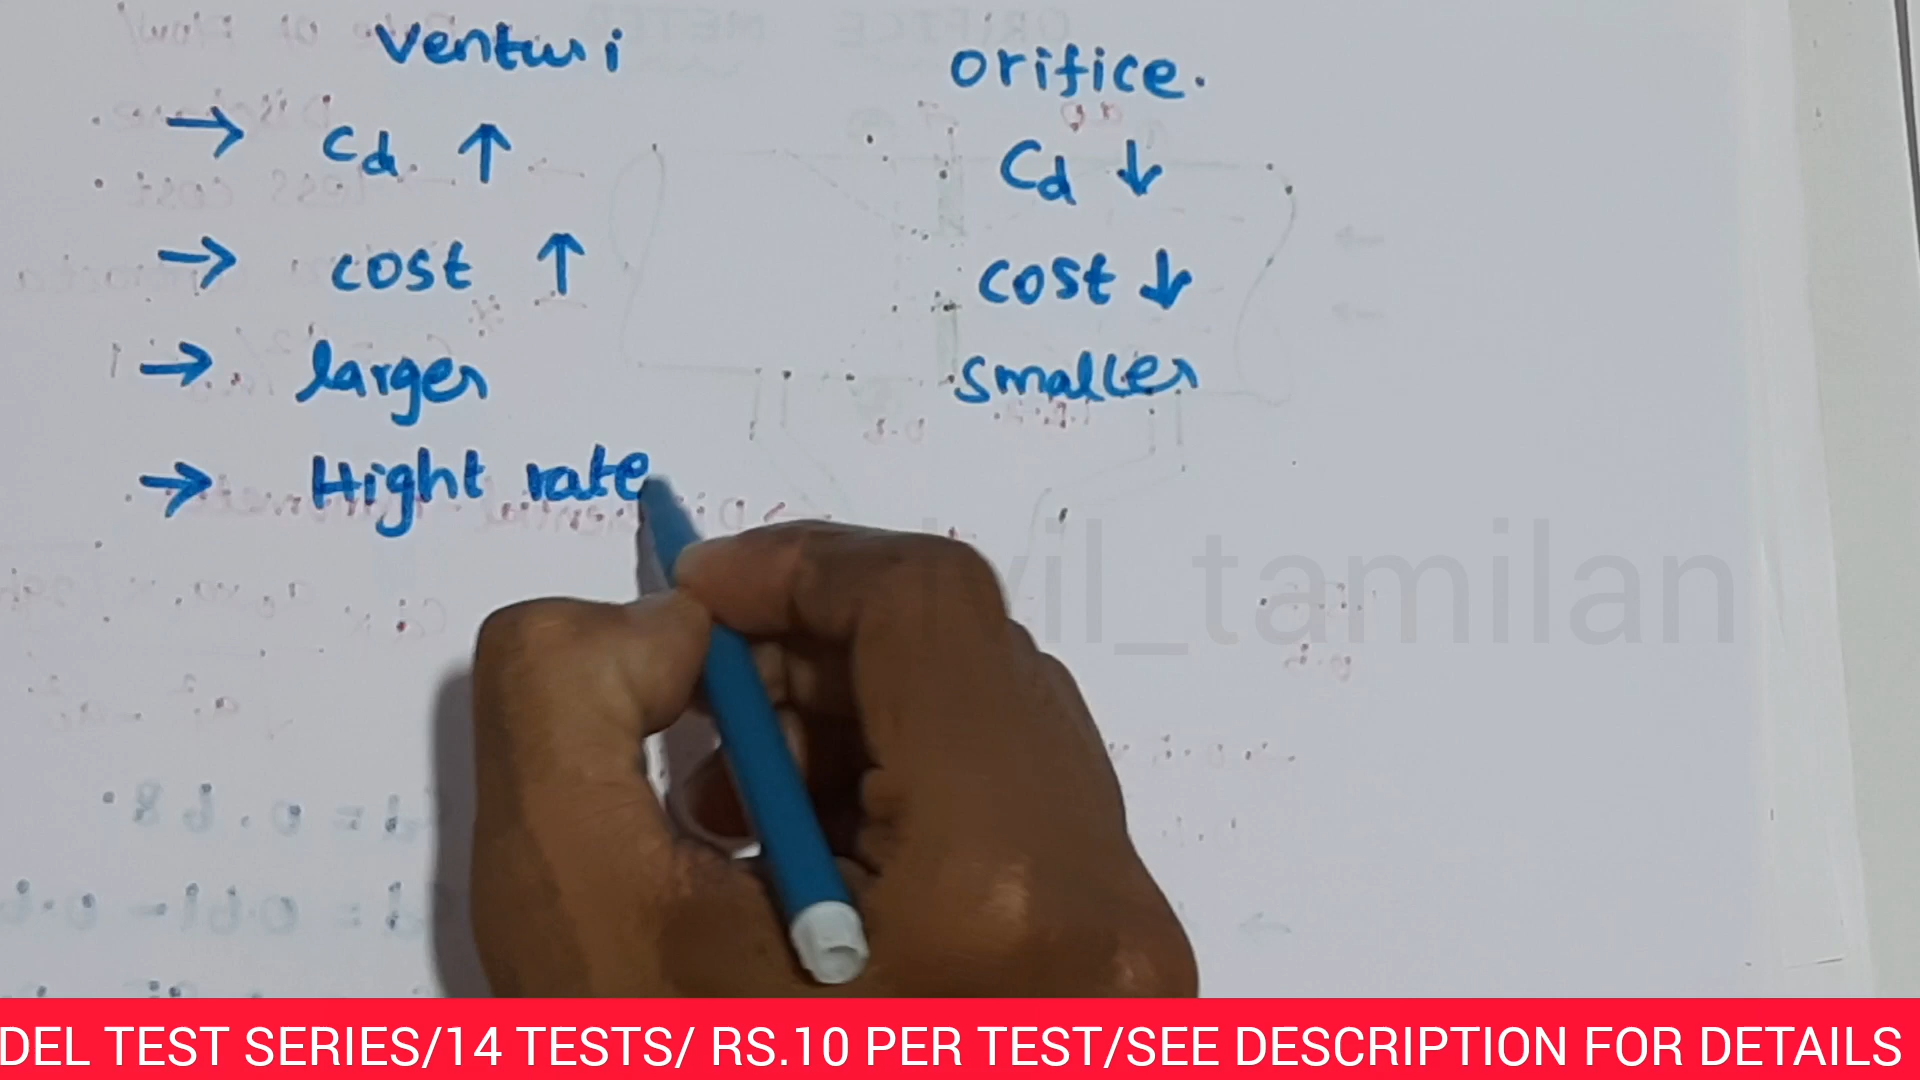 Venturi
orifice.
→ Cd ↑
Cd ↓
→ cost ↑
cost ↓
→ larger
Smaller
→ Hight rate
ivil_tamilan
DEL TEST SERIES/14 TESTS/ RS.10 PER TEST/SEE DESCRIPTION FOR DETAILS